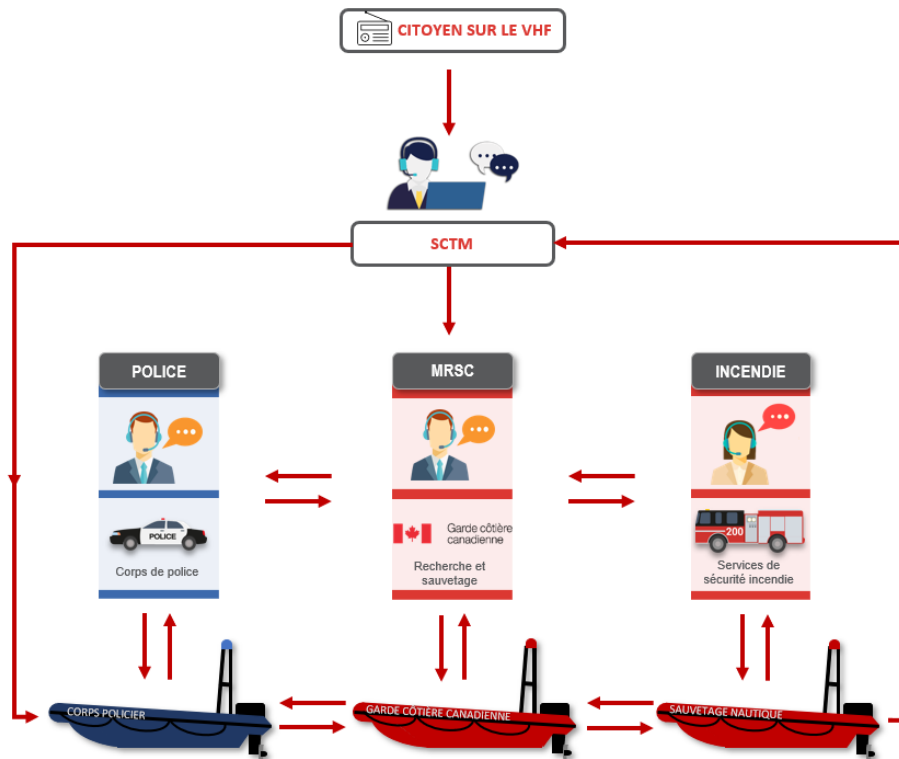 CITOYEN SUR LE VHF
SCTM
POLICE
MRSC
INCENDIE
POLICE
Corps de police
Garde côtière
canadienne
Recherche et
sauvetage
200
Services de
sécurité incendie
CORPS POLICIER
GARDE CÔTIÈRE CANADIENNE
SAUVETAGE NAUTIQUE